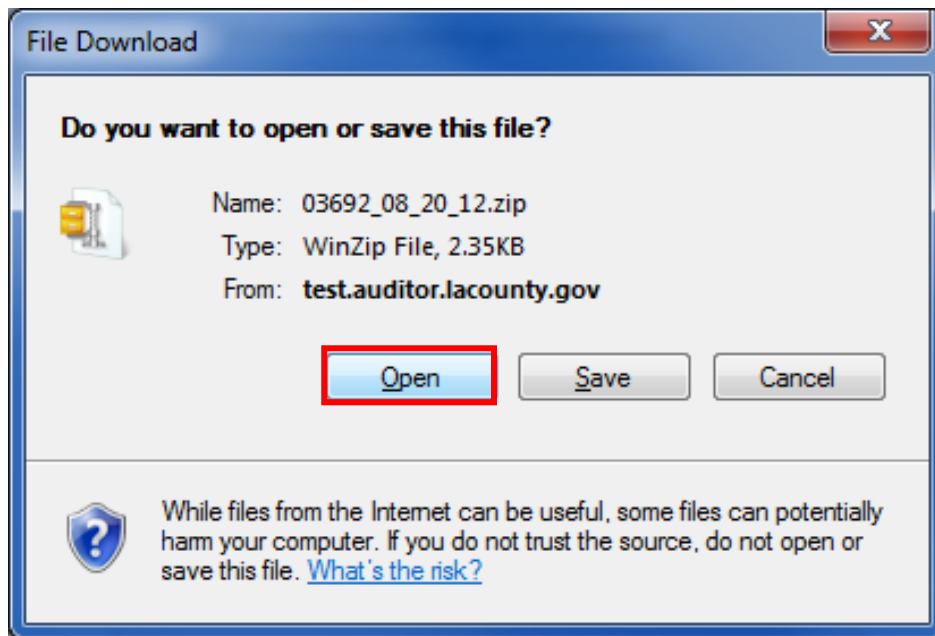 File Download
Do you want to open or save this file?
Name: 03692_08_20_12.zip
Type: WinZip File, 2.35KB
From: test.auditor.lacounty.gov
Open Save Cancel
While files from the Internet can be useful, some files can potentially
harm your computer. If you do not trust the source, do not open or
save this file. What's the risk?